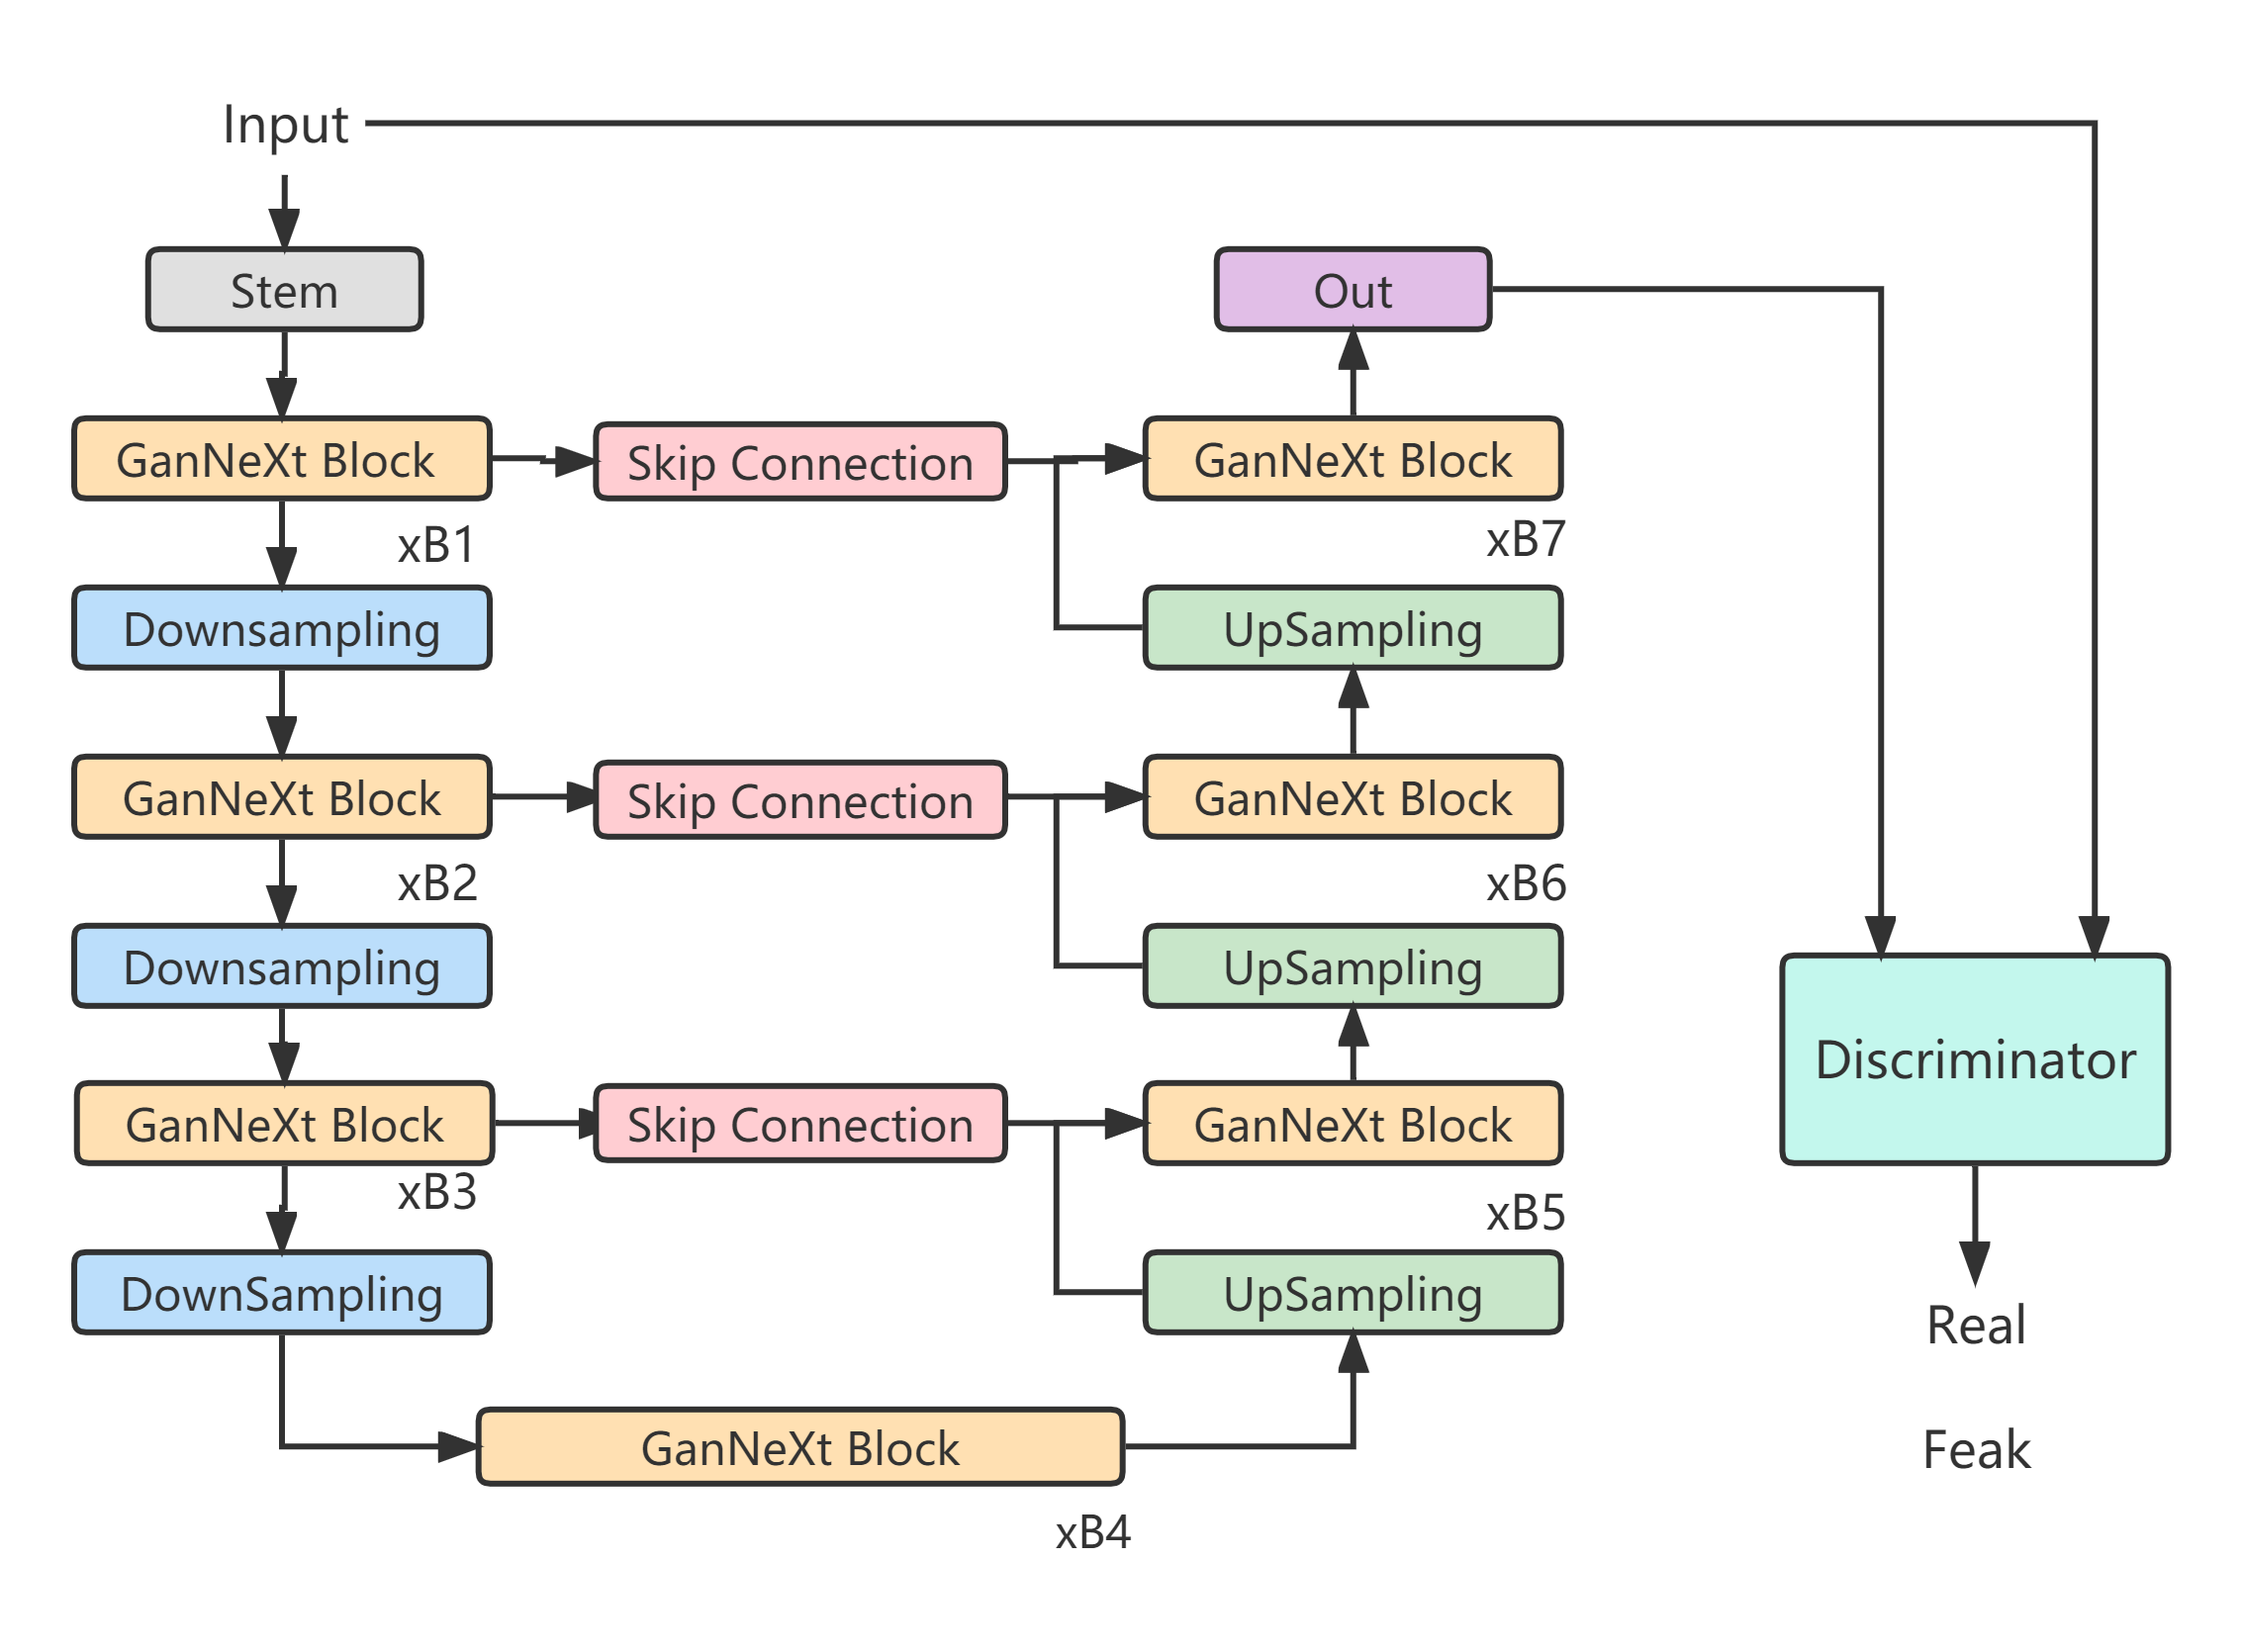 Input
Stem
Out
GanNeXt Block
Skip Connection
GanNeXt Block
xB1
xB7
Downsampling
UpSampling
GanNeXt Block
Skip Connection
GanNeXt Block
xB2
xB6
Downsampling
UpSampling
Discriminator
GanNeXt Block
Skip Connection
GanNeXt Block
xB3
xB5
DownSampling
UpSampling
Real
GanNeXt Block
Feak
xB4